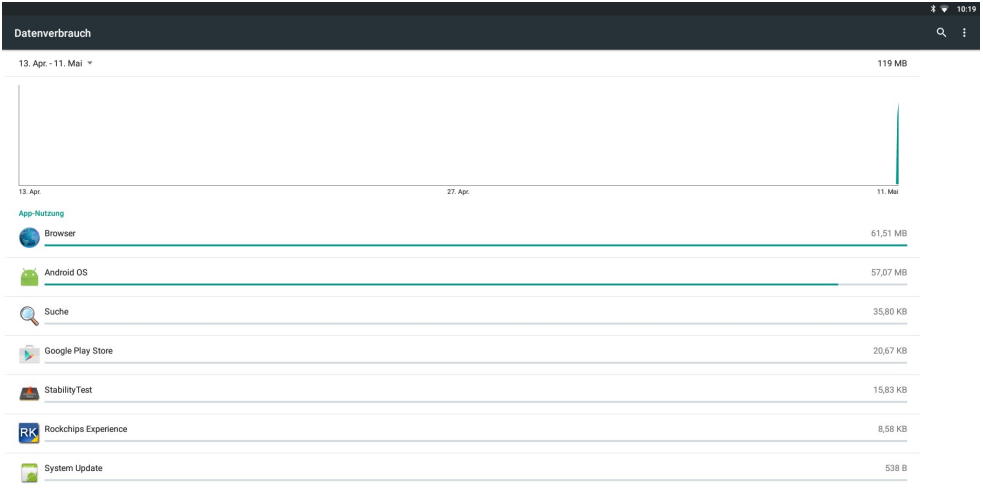 10:19
Datenverbrauch
13. Apr. - 11. Mai 119 MB
13. Apr. 27. Apr. 11. Mai
App-Nutzung
Browser 61,51 MB
Android OS 57,07 MB
Suche 35,80 KB
Google Play Store 20,67 KB
StabilityTest 15,83 KB
RK Rockchips Experience 8,58 KB
System Update 538 B